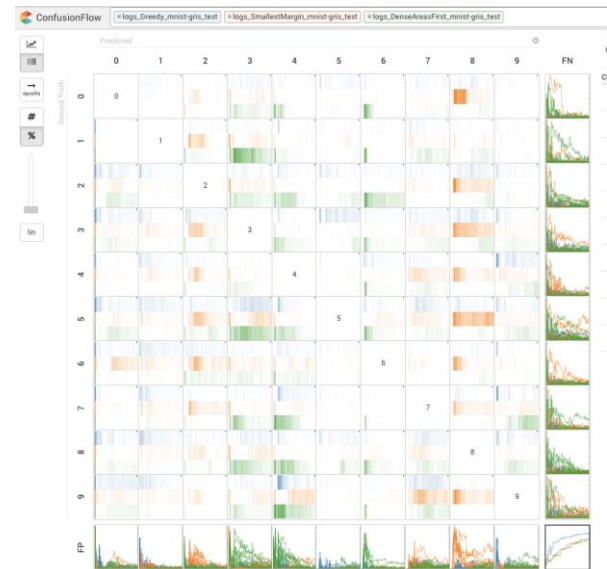 ConfusionFlow
×logs_Greedy_mnist-gris_test ×logs_SmallestMargin_mnist-gris_test ×logs_DenseAreasFirst_mnist-gris_test
Predicted
0 1 2 3 4 5 6 7 8 9 FN
epochs
#
%
lin
Ground Truth
0 0
1 1
2 2
3 3
4 4
5 5
6 6
7 7
8 8
9 9
FP